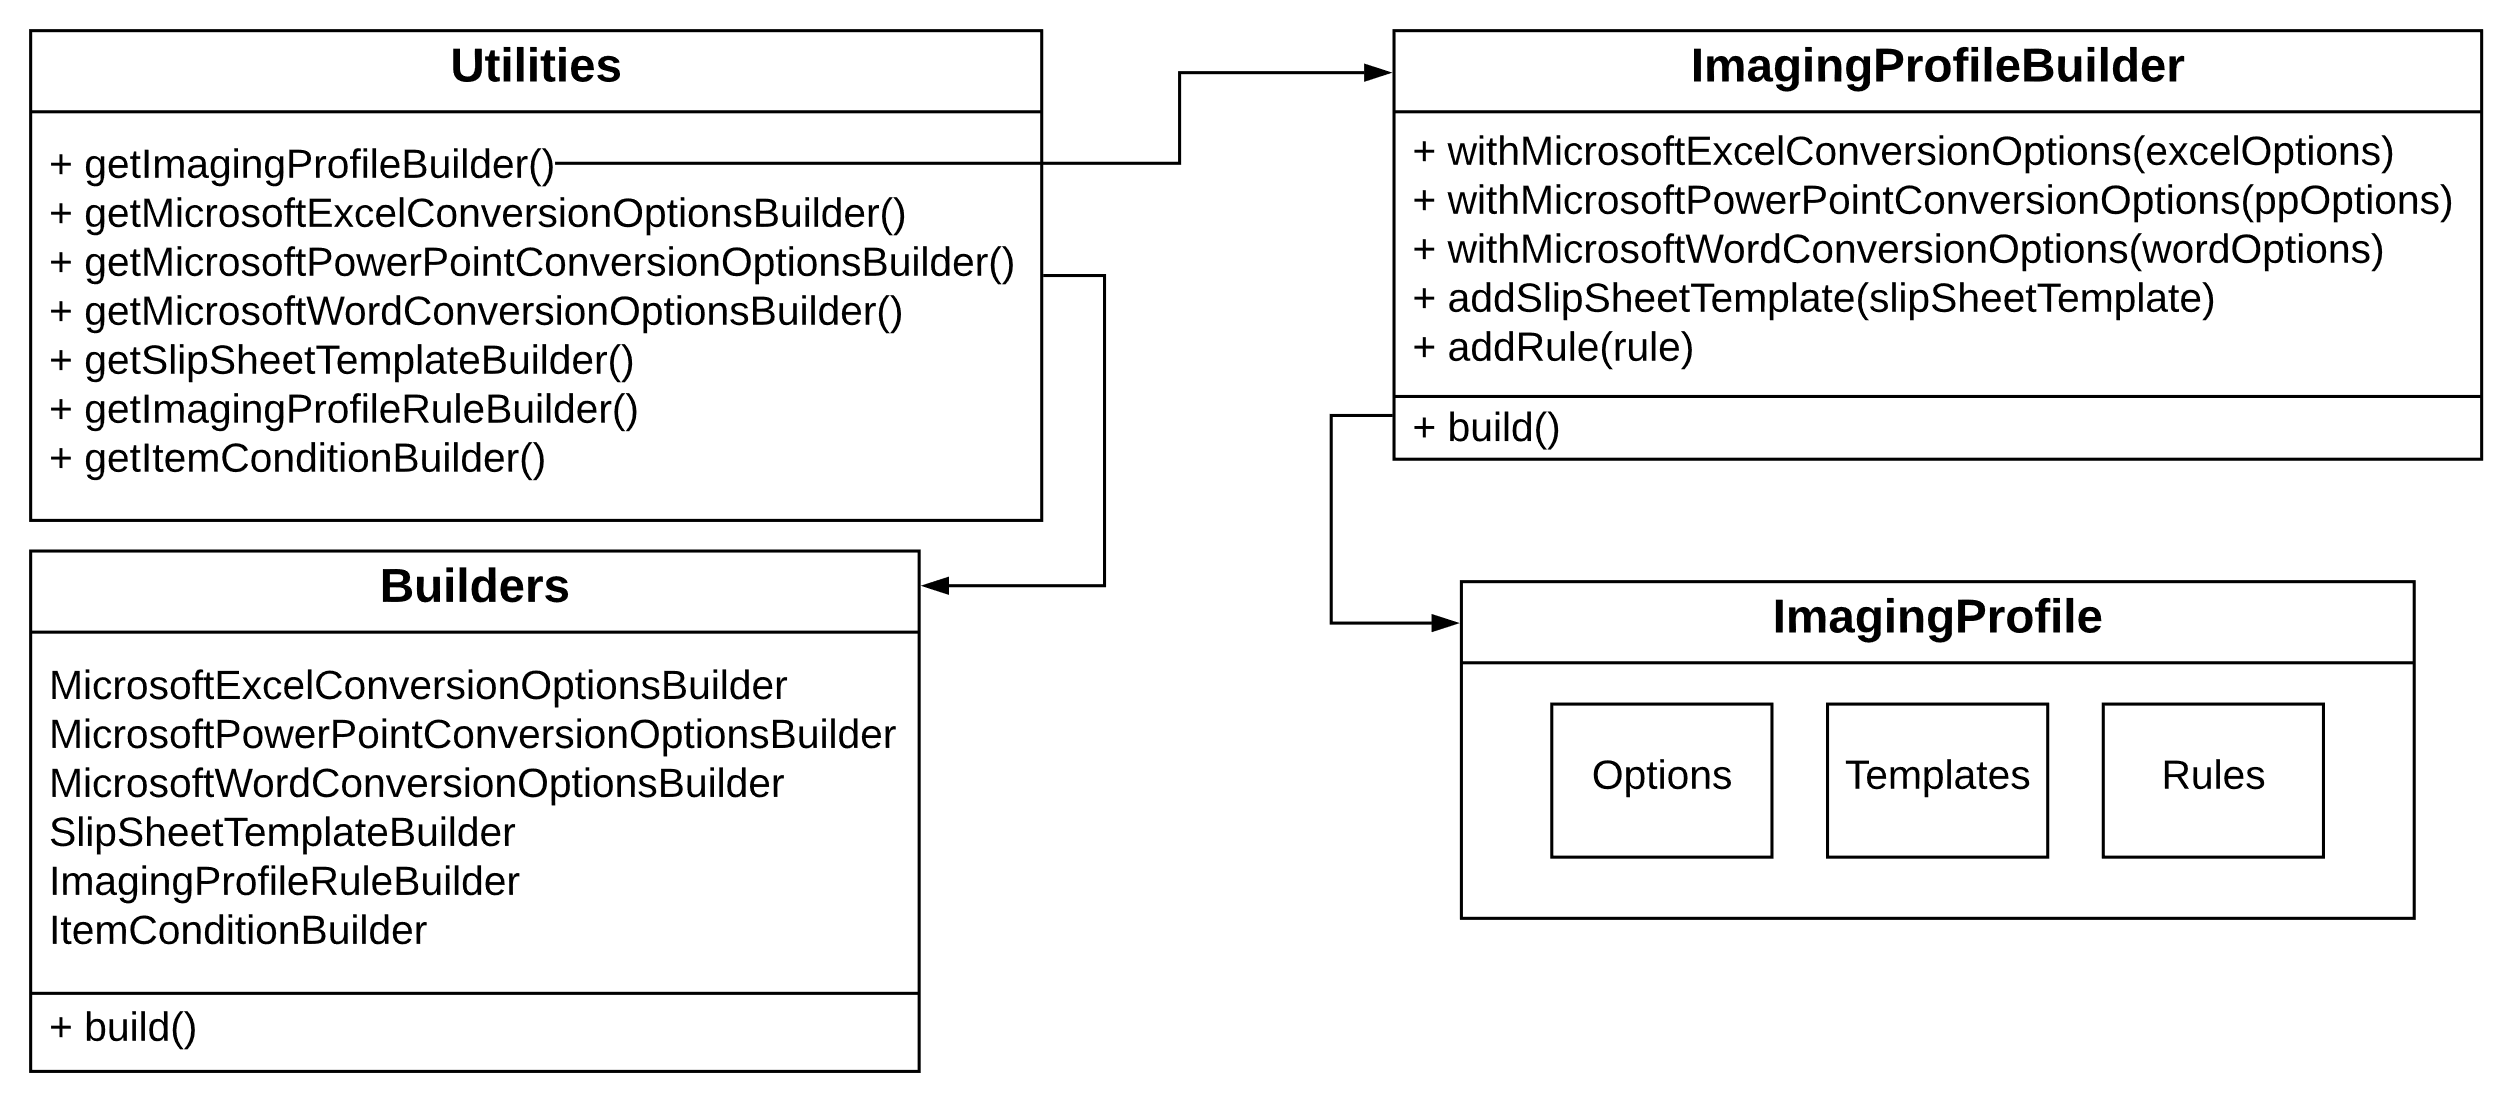 Utilities
+ getImagingProfileBuilder()
+ getMicrosoftExcelConversionOptionsBuilder()
+ getMicrosoftPowerPointConversionOptionsBuilder()
+ getMicrosoftWordConversionOptionsBuilder()
+ getSlipSheetTemplateBuilder()
+ getImagingProfileRuleBuilder()
+ getItemConditionBuilder()
ImagingProfileBuilder
+ withMicrosoftExcelConversionOptions(excelOptions)
+ withMicrosoftPowerPointConversionOptions(ppOptions)
+ withMicrosoftWordConversionOptions(wordOptions)
+ addSlipSheetTemplate(slipSheetTemplate)
+ addRule(rule)
+ build()
Builders
MicrosoftExcelConversionOptionsBuilder
MicrosoftPowerPointConversionOptionsBuilder
MicrosoftWordConversionOptionsBuilder
SlipSheetTemplateBuilder
ImagingProfileRuleBuilder
ItemConditionBuilder
+ build()
ImagingProfile
Options
Templates
Rules